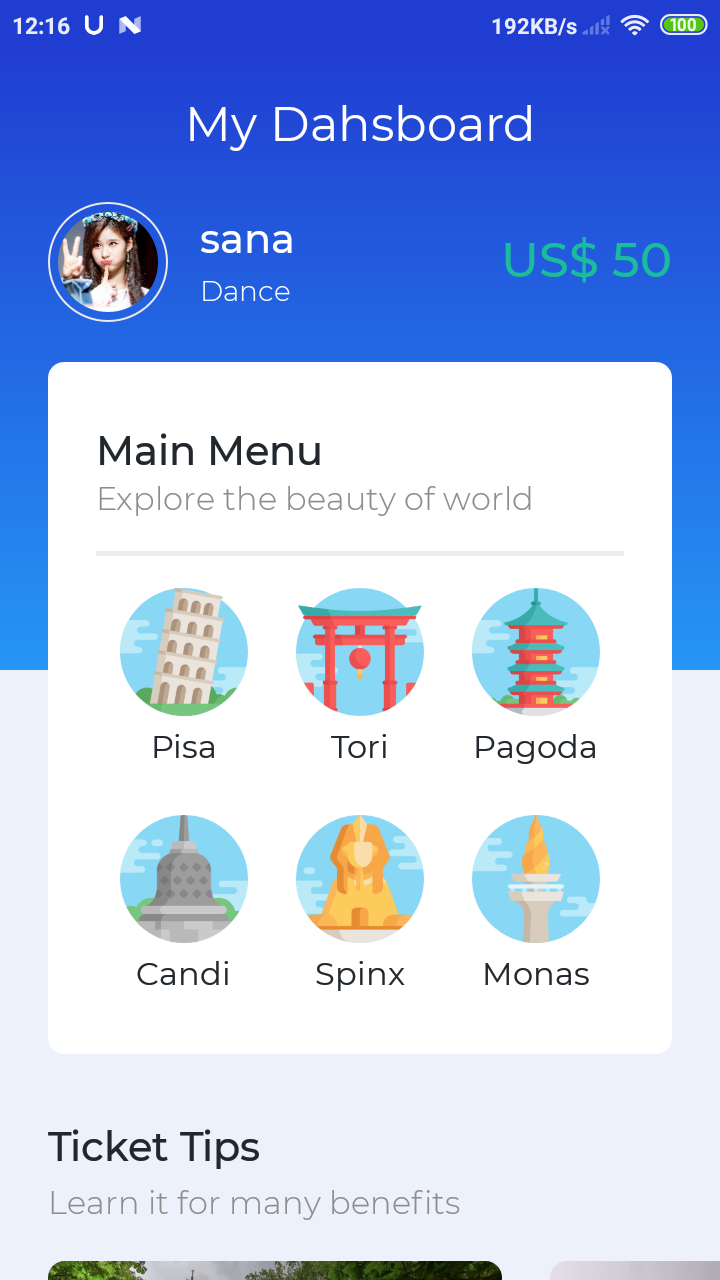 12:16 192KB/s 100
My Dahsboard
sana
Dance
US$ 50
Main Menu
Explore the beauty of world
Pisa Tori Pagoda
Candi Spinx Monas
Ticket Tips
Learn it for many benefits